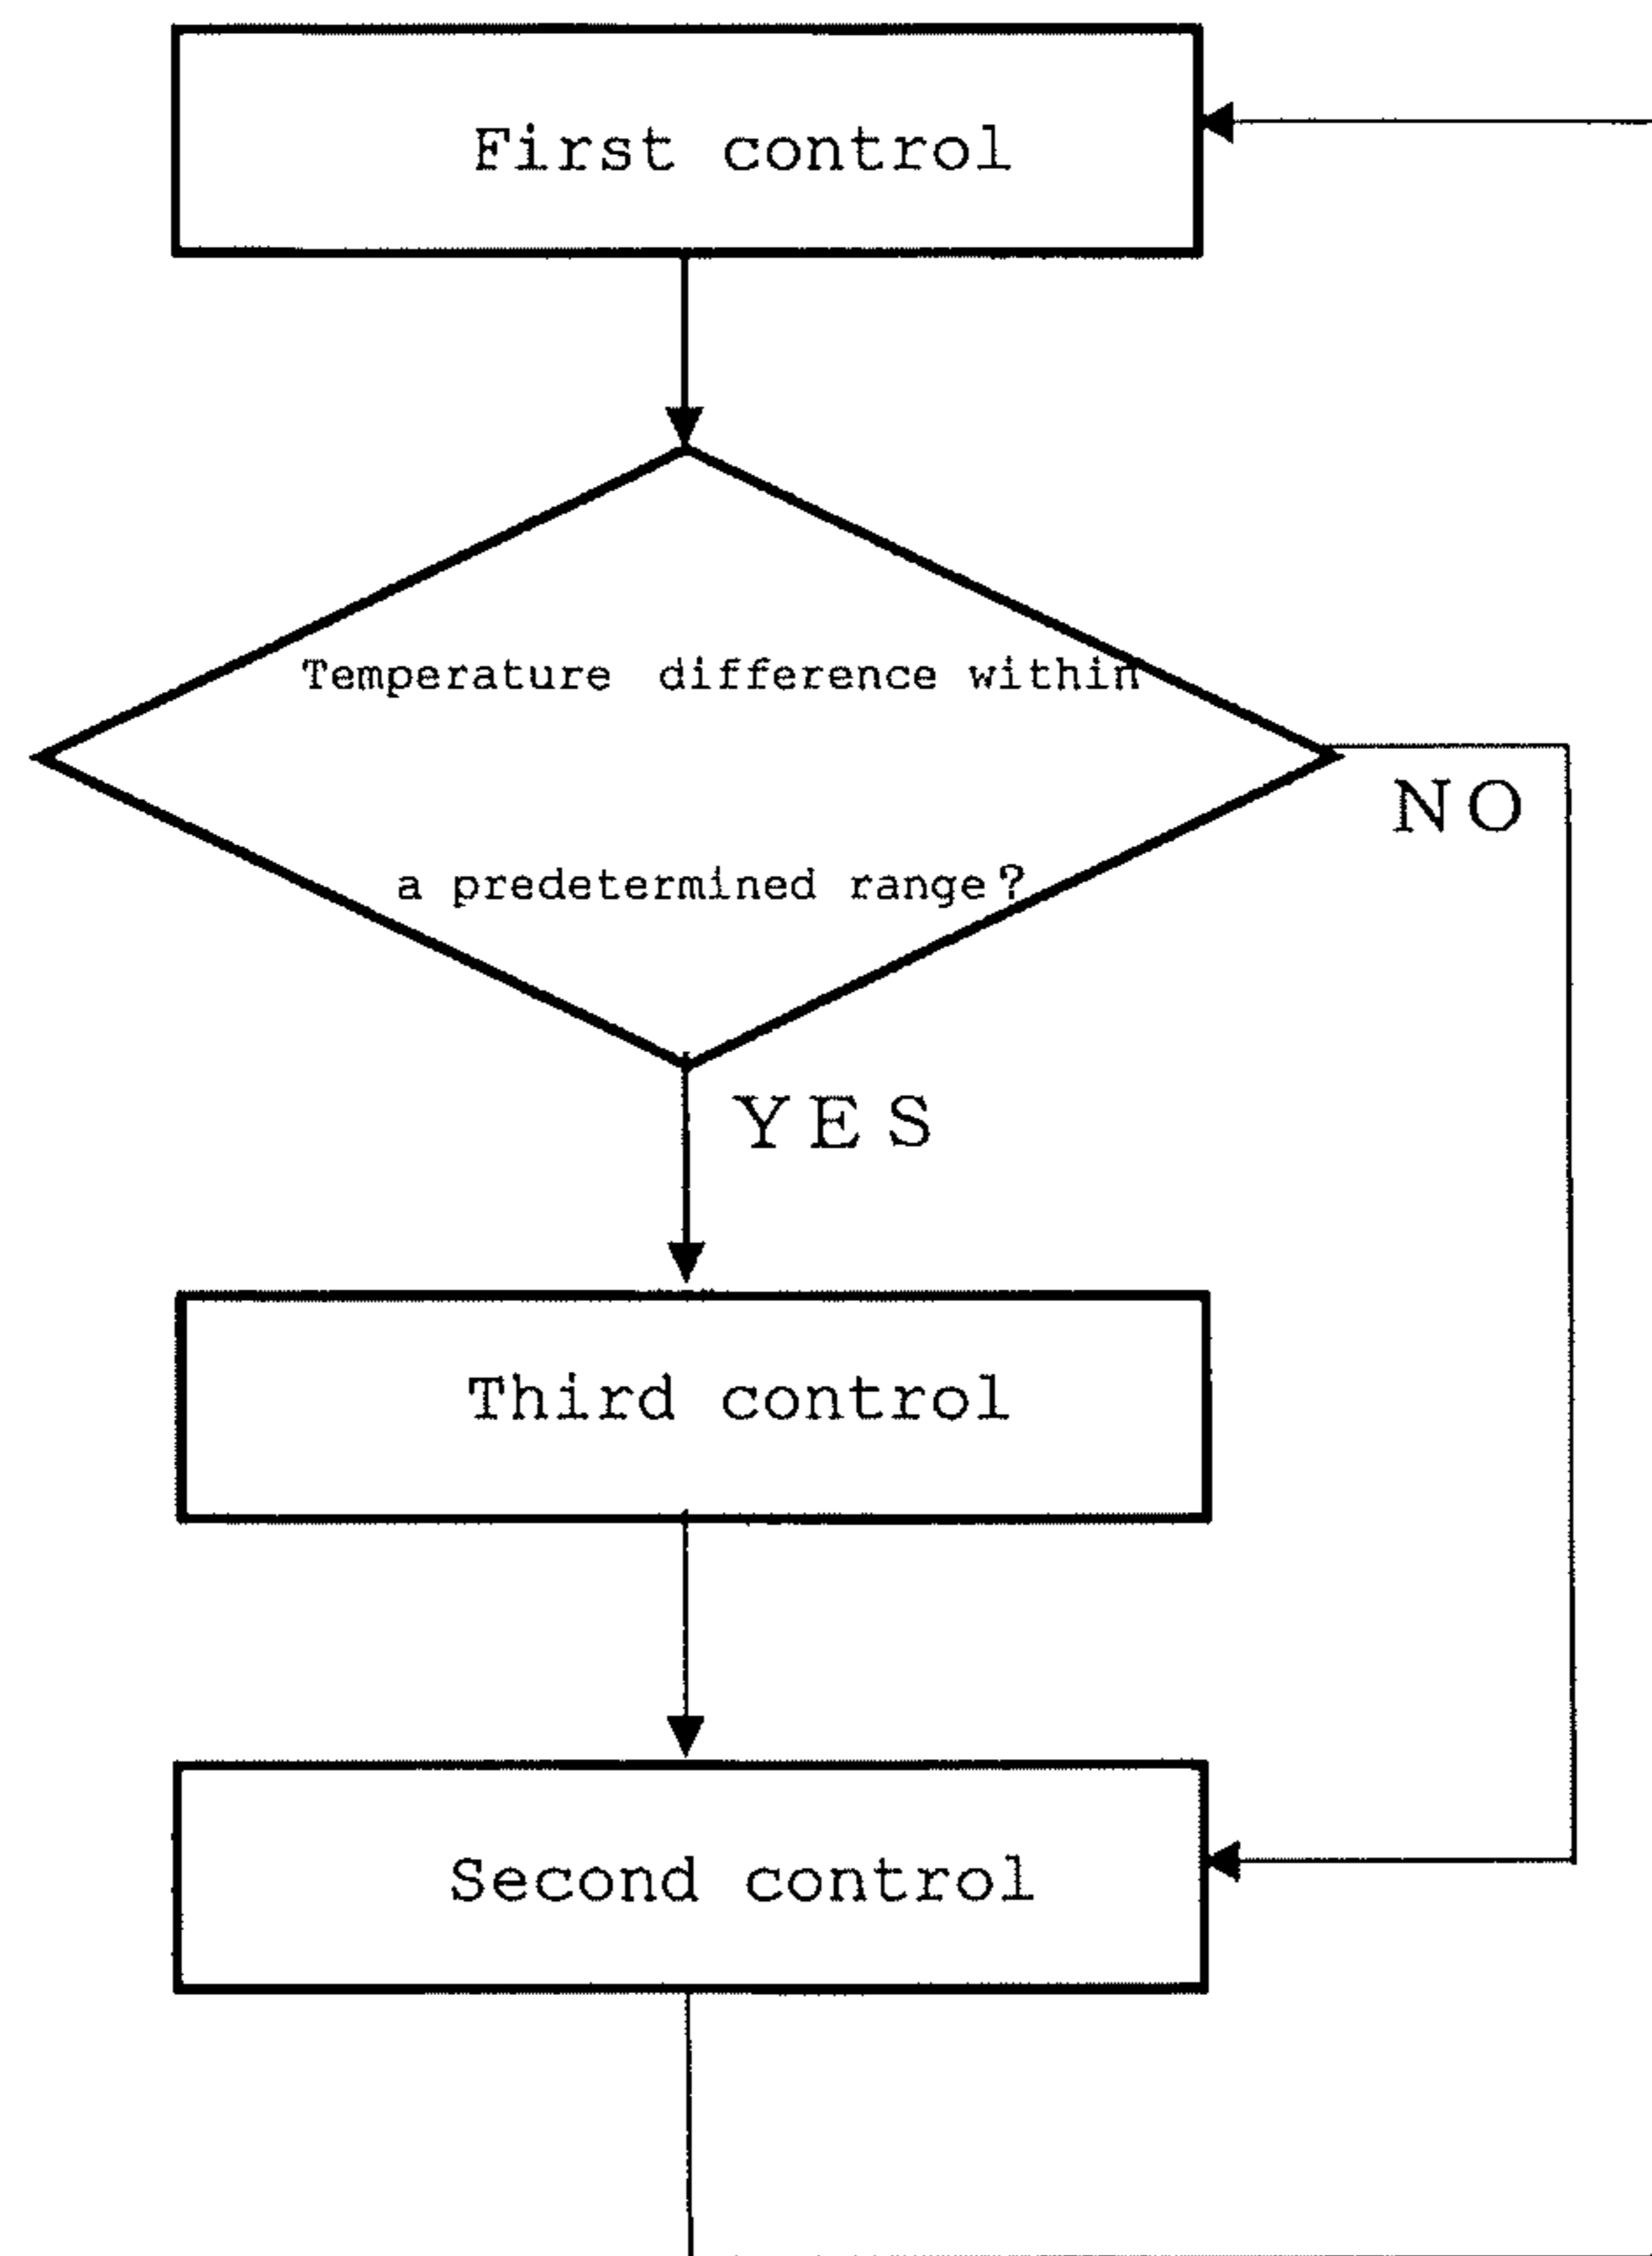 First control
Temperature difference within
a predetermined range?
NO
YES
Third control
Second control